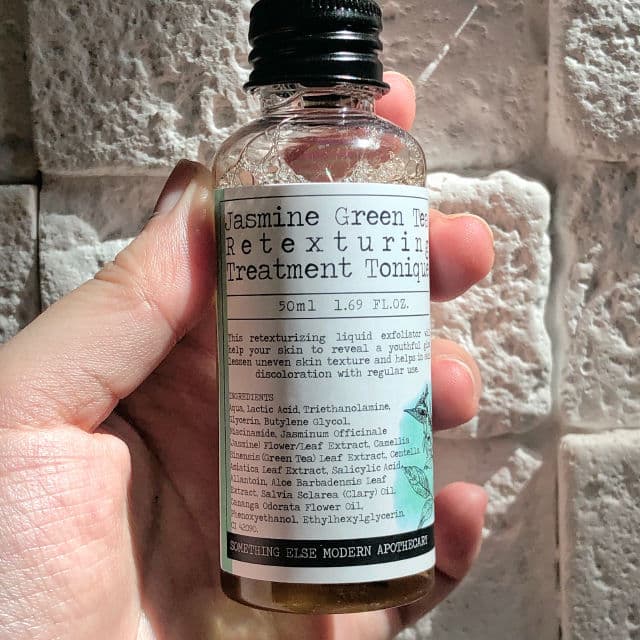 Jasmine Green Tea
Retexturing
Treatment Tonique
50ml 1.69 FL.OZ.
This retexturizing liquid exfoliator
help your skin to reveal a youthful
lessen uneven skin texture and helps
discoloration with regular use.
INGREDIENTS
Aqua, lactic Acid, Triethanolamine,
Glycerin, Butylene Glycol,
Niacinamide, Jasminum Officinale
(Jasmine) Flower/Leaf Extract, Camellia
Sinensis (Green Tea) Leaf Extract, Centella
Asiatica Leaf Extract, Salicylic Acid,
Allantoin, Aloe Barbadensis Leaf
Extract, Salvia Sclarea (Clary) Oil,
Cananga Odorata Flower Oil,
Phenoxyethanol, Ethylhexylglycerin,
CI 42090.
SOMETHING ELSE MODERN APOTHECARY